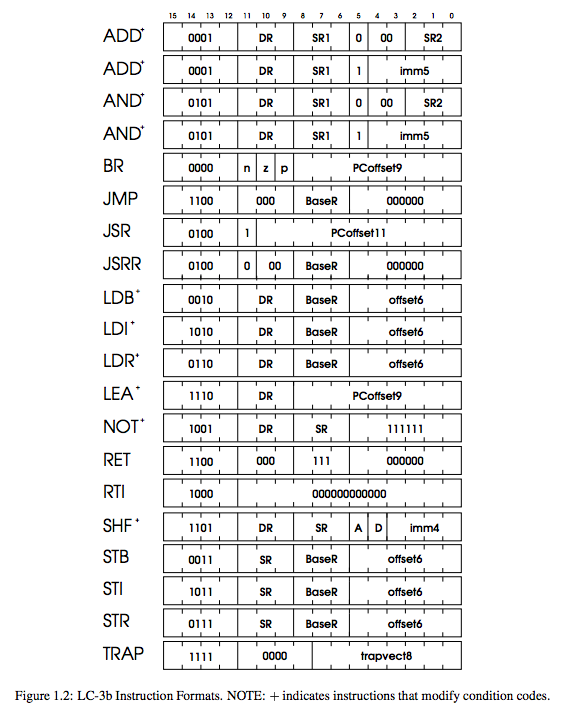 15 14 13 12 11 10 9 8 7 6 5 4 3 2 1 0
ADD+ 0001 DR SR1 0 00 SR2
ADD+ 0001 DR SR1 1 imm5
AND+ 0101 DR SR1 0 00 SR2
AND+ 0101 DR SR1 1 imm5
BR 0000 n z p PCoffset9
JMP 1100 000 BaseR 000000
JSR 0100 1 PCoffset11
JSRR 0100 0 00 BaseR 000000
LDB+ 0010 DR BaseR offset6
LDI+ 1010 DR BaseR offset6
LDR+ 0110 DR BaseR offset6
LEA+ 1110 DR PCoffset9
NOT+ 1001 DR SR 111111
RET 1100 000 111 000000
RTI 1000 000000000000
SHF+ 1101 DR SR A D imm4
STB 0011 SR BaseR offset6
STI 1011 SR BaseR offset6
STR 0111 SR BaseR offset6
TRAP 1111 0000 trapvect8
Figure 1.2: LC-3b Instruction Formats. NOTE: + indicates instructions that modify condition codes.